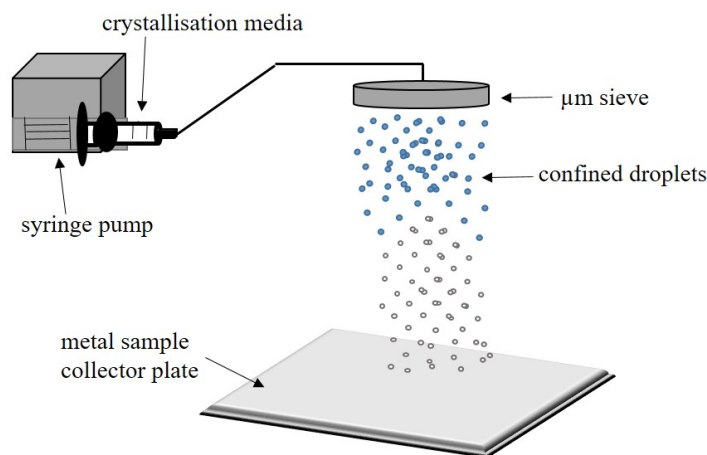 crystallisation media
µm sieve
confined droplets
syringe pump
metal sample
collector plate